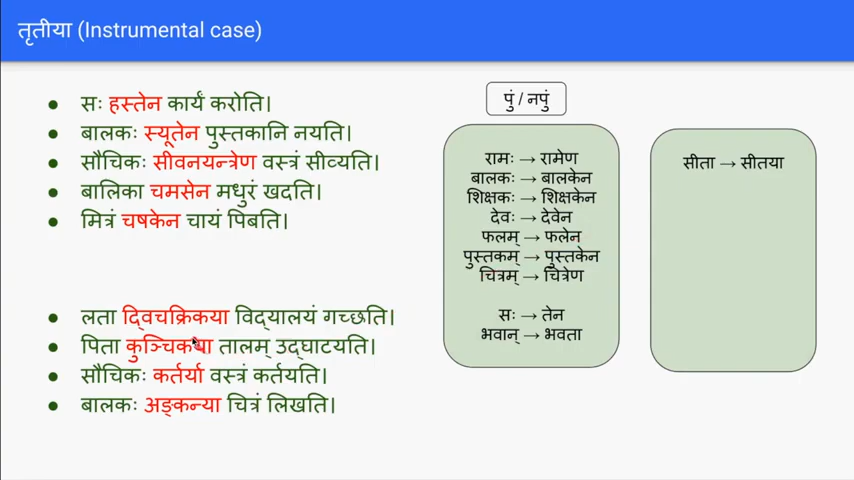 तृतीया (Instrumental case)
सः हस्तेन कार्यं करोति।
बालकः स्यूतेन पुस्तकानि नयति।
सौचिकः सीवनयन्त्रेण वस्त्रं सीव्यति।
बालिका चमसेन मधुरं खदति।
मित्रं चषकेन चायं पिबति।
लता द्विचक्रिकया विद्यालयं गच्छति।
पिता कुञ्चिकया तालम् उद्घाटयति।
सौचिकः कर्तर्या वस्त्रं कर्तयति।
बालकः अङ्कन्या चित्रं लिखति।
पुं / नपुं
रामः → रामेण
बालकः → बालकेन
शिक्षकः → शिक्षकेन
देवः → देवेन
फलम् → फलेन
पुस्तकम् → पुस्तकेन
चित्रम् → चित्रेण
सः → तेन
भवान् → भवता
सीता → सीतया